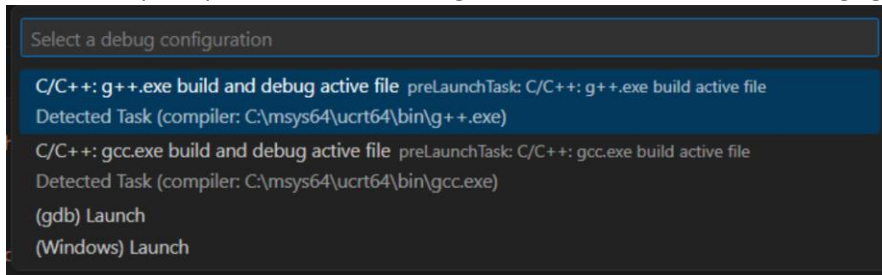 Select a debug configuration
C/C++: g++.exe build and debug active file preLaunchTask: C/C++: g++.exe build active file
Detected Task (compiler: C:\msys64\ucrt64\bin\g++.exe)
C/C++: gcc.exe build and debug active file preLaunchTask: C/C++: gcc.exe build active file
Detected Task (compiler: C:\msys64\ucrt64\bin\gcc.exe)
(gdb) Launch
(Windows) Launch